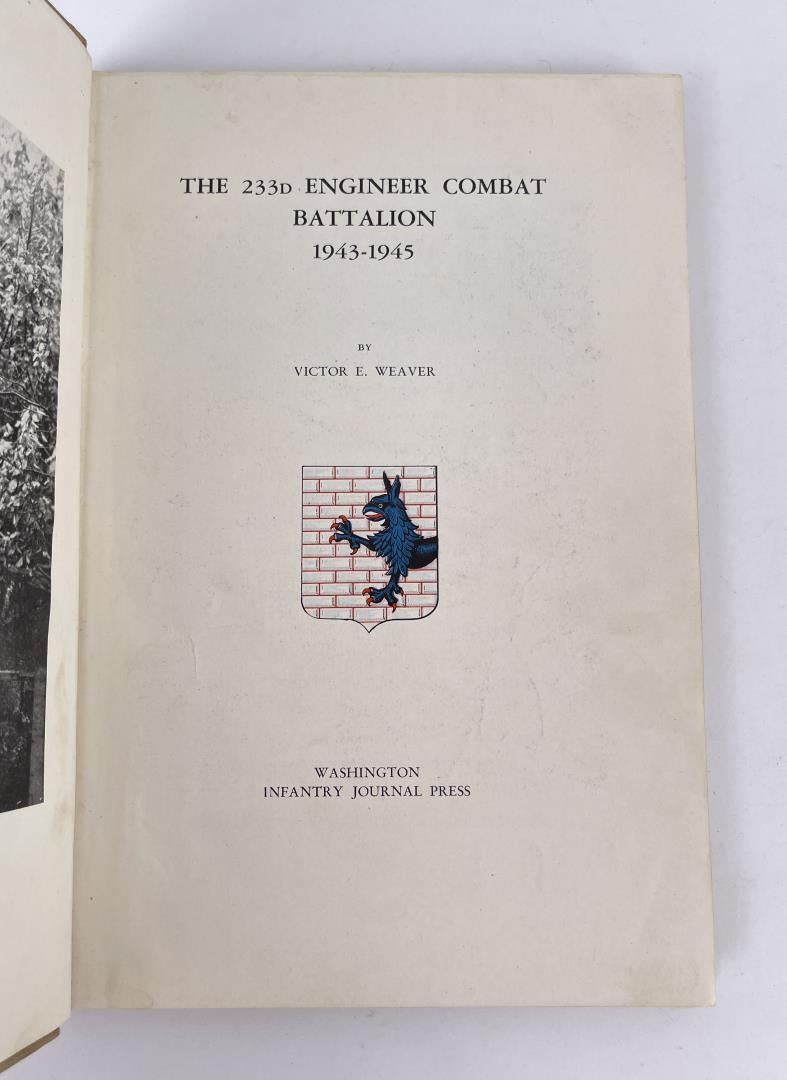 THE 233D ENGINEER COMBAT
BATTALION
1943-1945
BY
VICTOR E. WEAVER
WASHINGTON
INFANTRY JOURNAL PRESS